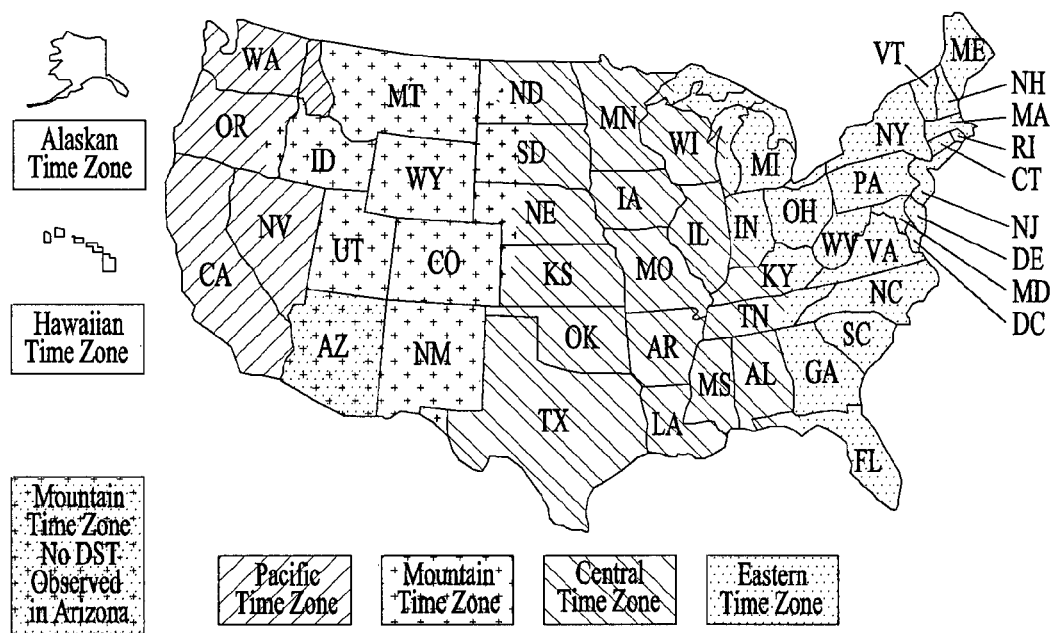 WA
MT
ND
MN
VT
ME
NH
MA
RI
CT
NJ
DE
MD
DC
OR
ID
WY
SD
WI
MI
NY
PA
NV
UT
CO
NE
IA
IL
IN
OH
WV
VA
CA
KS
MO
KY
NC
AZ
NM
OK
AR
TN
SC
TX
LA
MS
AL
GA
FL
Alaskan
Time Zone
Hawaiian
Time Zone
Mountain
Time Zone
No DST
Observed
in Arizona
Pacific
Time Zone
Mountain
Time Zone
Central
Time Zone
Eastern
Time Zone